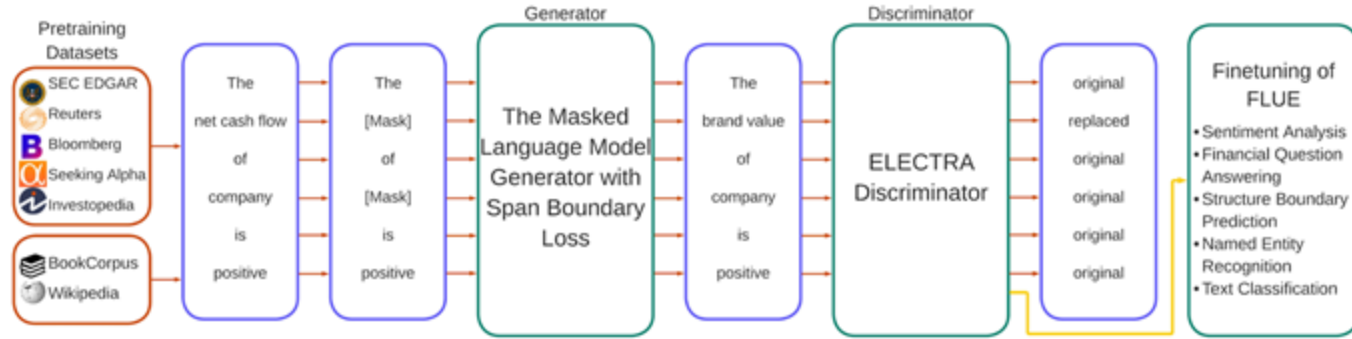 Pretraining
Datasets
SEC EDGAR
Reuters
Bloomberg
Seeking Alpha
Investopedia
BookCorpus
Wikipedia
The
net cash flow
of
company
is
positive
The
[Mask]
of
[Mask]
is
positive
Generator
The Masked
Language Model
Generator with
Span Boundary
Loss
The
brand value
of
company
is
positive
Discriminator
ELECTRA
Discriminator
original
replaced
original
original
original
original
Finetuning of
FLUE
• Sentiment Analysis
• Financial Question
Answering
• Structure Boundary
Prediction
• Named Entity
Recognition
• Text Classification